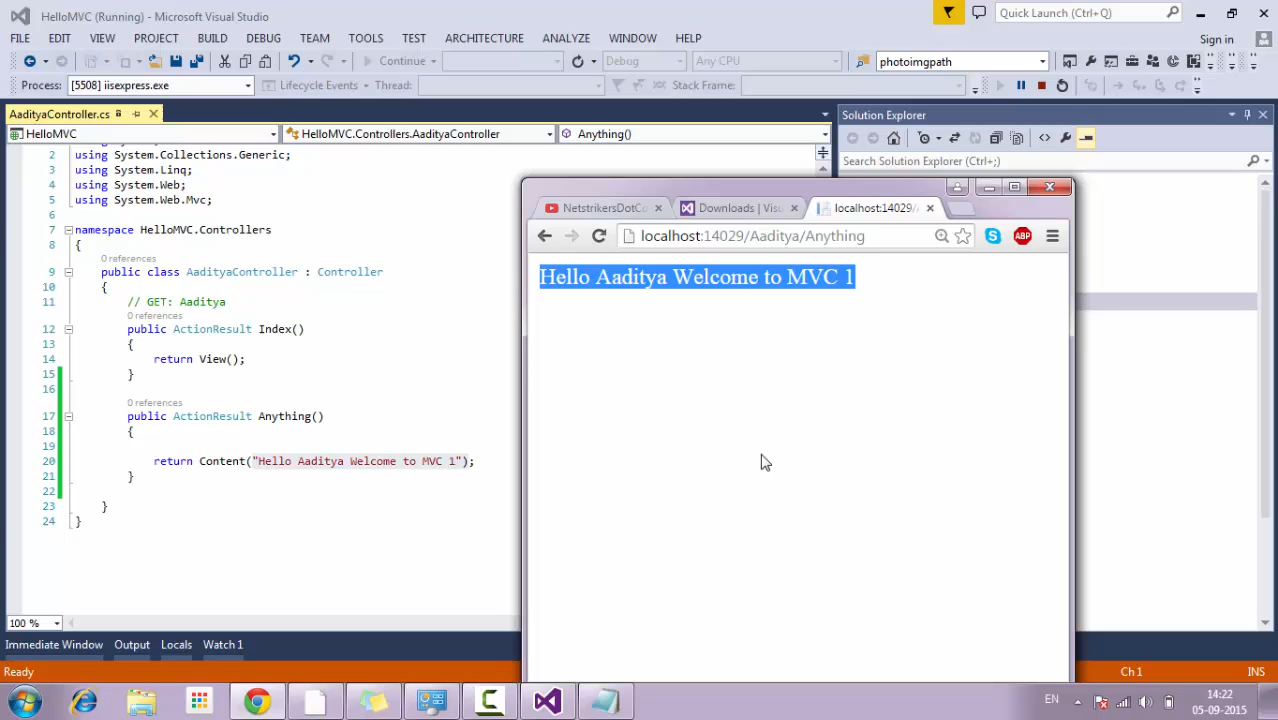 HelloMVC (Running) - Microsoft Visual Studio
Quick Launch (Ctrl+Q)
FILE EDIT VIEW PROJECT BUILD DEBUG TEAM TOOLS TEST ARCHITECTURE ANALYZE WINDOW HELP
Sign in
Continue
Debug
Any CPU
photoimgpath
Process: [5508] iisexpress.exe
Lifecycle Events
Thread:
Stack Frame:
AadityaController.cs
HelloMVC
HelloMVC.Controllers.AadityaController
Anything()
2 using System.Collections.Generic;
3 using System.Linq;
4 using System.Web;
5 using System.Web.Mvc;
6
7 namespace HelloMVC.Controllers
8 {
0 references
9 public class AadityaController : Controller
10 {
11 // GET: Aaditya
0 references
12 public ActionResult Index()
13 {
14 return View();
15 }
16
0 references
17 public ActionResult Anything()
18 {
19
20 return Content("Hello Aaditya Welcome to MVC 1");
21 }
22
23 }
24 }
100 %
Solution Explorer
Search Solution Explorer (Ctrl+;)
NetstrikersDotCo
Downloads | Visu
localhost:14029/
localhost:14029/Aaditya/Anything
ABP
Hello Aaditya Welcome to MVC 1
Immediate Window Output Locals Watch 1
Ready
Ch 1
INS
EN
14:22
05-09-2015